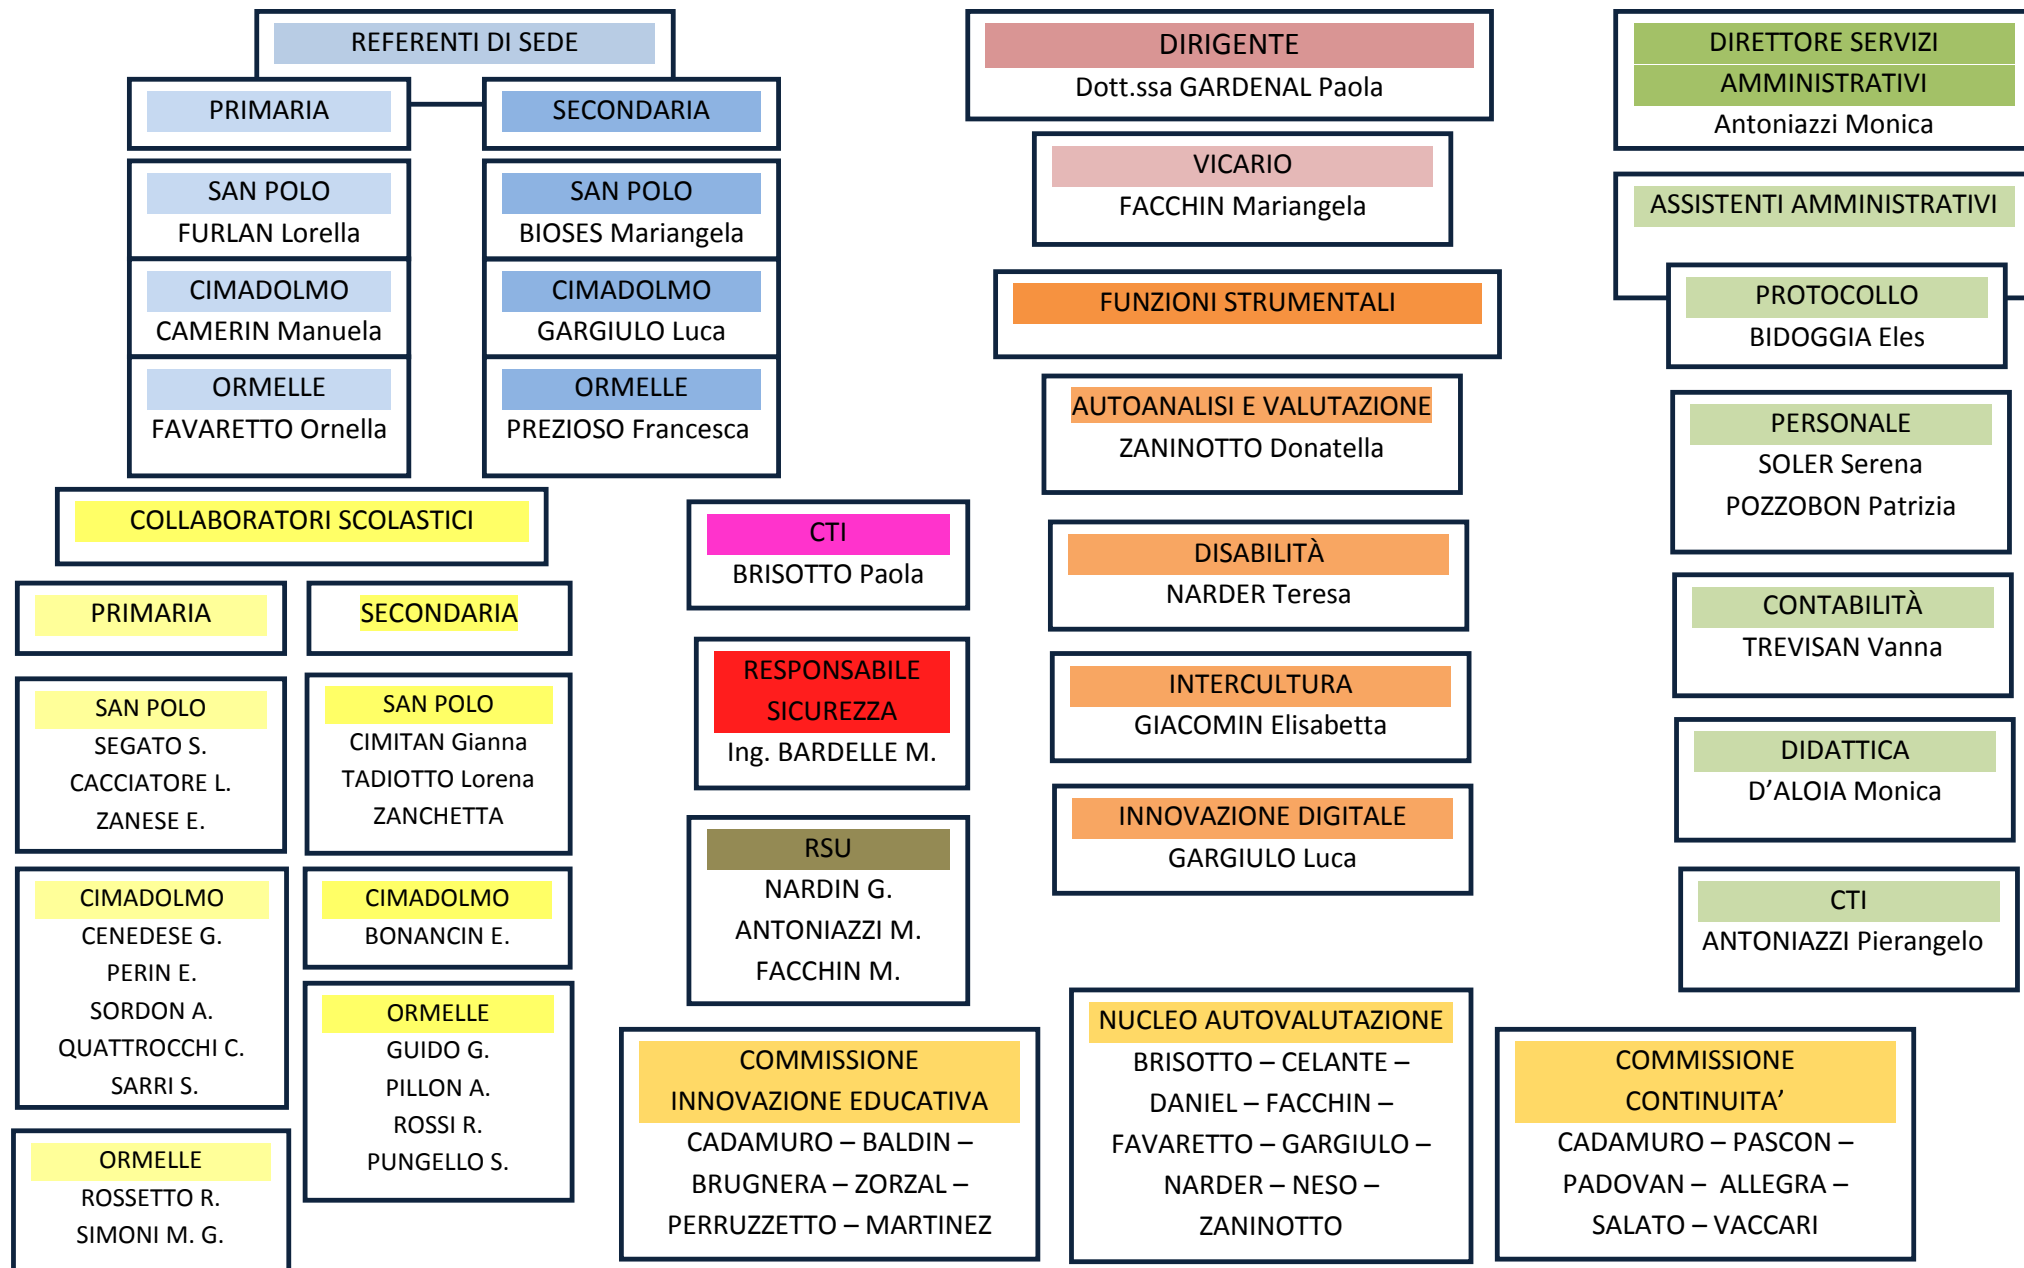 REFERENTI DI SEDE
PRIMARIA
SECONDARIA
SAN POLO
FURLAN Lorella
CIMADOLMO
CAMERIN Manuela
ORMELLE
FAVARETTO Ornella
SAN POLO
BIOSES Mariangela
CIMADOLMO
GARGIULO Luca
ORMELLE
PREZIOSO Francesca
DIRIGENTE
Dott.ssa GARDENAL Paola
VICARIO
FACCHIN Mariangela
FUNZIONI STRUMENTALI
AUTOANALISI E VALUTAZIONE
ZANINOTTO Donatella
DISABILITÀ
NARDER Teresa
INTERCULTURA
GIACOMIN Elisabetta
INNOVAZIONE DIGITALE
GARGIULO Luca
DIRETTORE SERVIZI
AMMINISTRATIVI
Antoniazzi Monica
ASSISTENTI AMMINISTRATIVI
PROTOCOLLO
BIDOGGIA Eles
PERSONALE
SOLER Serena
POZZOBON Patrizia
CONTABILITÀ
TREVISAN Vanna
DIDATTICA
D’ALOIA Monica
CTI
ANTONIAZZI Pierangelo
COLLABORATORI SCOLASTICI
PRIMARIA
SECONDARIA
SAN POLO
SEGATO S.
CACCIATORE L.
ZANESE E.
CIMADOLMO
CENEDESE G.
PERIN E.
SORDON A.
QUATTROCCHI C.
SARRI S.
ORMELLE
ROSSETTO R.
SIMONI M. G.
SAN POLO
CIMITAN Gianna
TADIOTTO Lorena
ZANCHETTA
CIMADOLMO
BONANCIN E.
ORMELLE
GUIDO G.
PILLON A.
ROSSI R.
PUNGELLO S.
CTI
BRISOTTO Paola
RESPONSABILE
SICUREZZA
Ing. BARDELLE M.
RSU
NARDIN G.
ANTONIAZZI M.
FACCHIN M.
COMMISSIONE
INNOVAZIONE EDUCATIVA
CADAMURO – BALDIN –
BRUGNERA – ZORZAL –
PERRUZZETTO – MARTINEZ
NUCLEO AUTOVALUTAZIONE
BRISOTTO – CELANTE –
DANIEL – FACCHIN –
FAVARETTO – GARGIULO –
NARDER – NESO –
ZANINOTTO
COMMISSIONE
CONTINUITA’
CADAMURO – PASCON –
PADOVAN – ALLEGRA –
SALATO – VACCARI